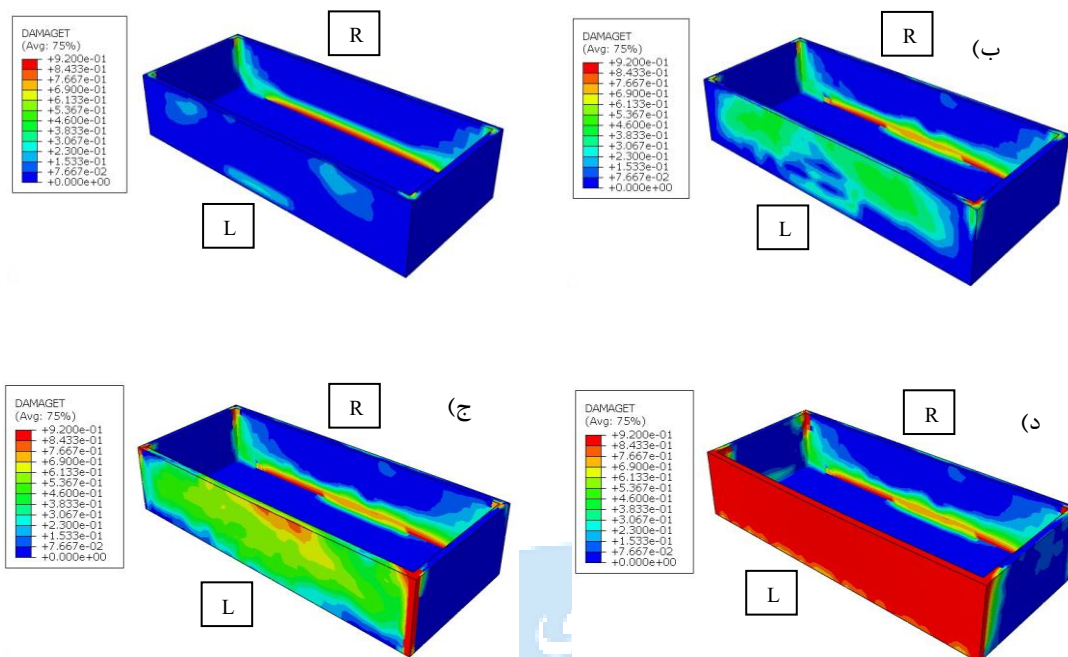 DAMAGET
(Avg: 75%)
+9.200e-01
+8.433e-01
+7.667e-01
+6.900e-01
+6.133e-01
+5.367e-01
+4.600e-01
+3.833e-01
+3.067e-01
+2.300e-01
+1.533e-01
+7.667e-02
+0.000e+00
R
L
DAMAGET
(Avg: 75%)
+9.200e-01
+8.433e-01
+7.667e-01
+6.900e-01
+6.133e-01
+5.367e-01
+4.600e-01
+3.833e-01
+3.067e-01
+2.300e-01
+1.533e-01
+7.667e-02
+0.000e+00
R
ب)
L
DAMAGET
(Avg: 75%)
+9.200e-01
+8.433e-01
+7.667e-01
+6.900e-01
+6.133e-01
+5.367e-01
+4.600e-01
+3.833e-01
+3.067e-01
+2.300e-01
+1.533e-01
+7.667e-02
+0.000e+00
R
ج)
L
DAMAGET
(Avg: 75%)
+9.200e-01
+8.433e-01
+7.667e-01
+6.900e-01
+6.133e-01
+5.367e-01
+4.600e-01
+3.833e-01
+3.067e-01
+2.300e-01
+1.533e-01
+7.667e-02
+0.000e+00
R
د)
L